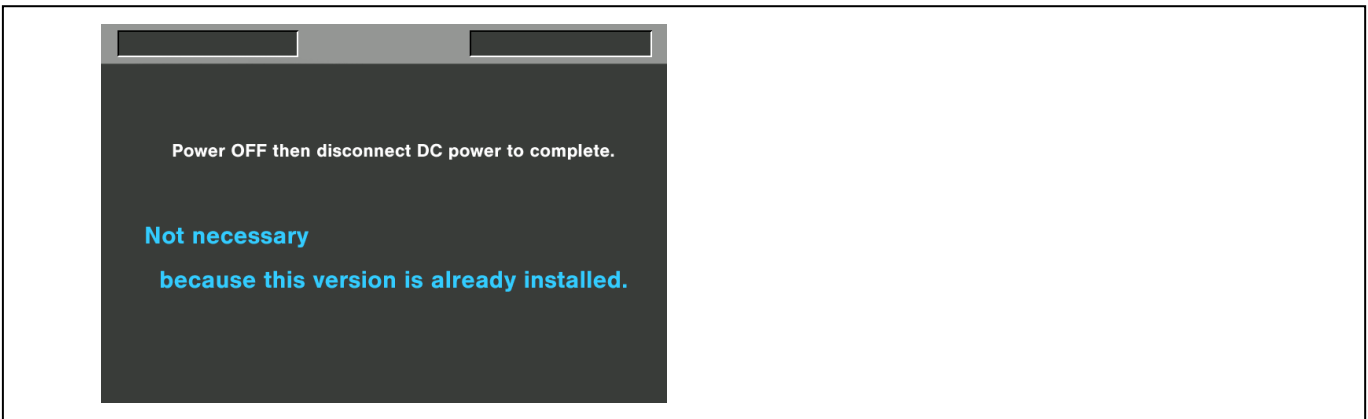 Power OFF then disconnect DC power to complete.
Not necessary
because this version is already installed.